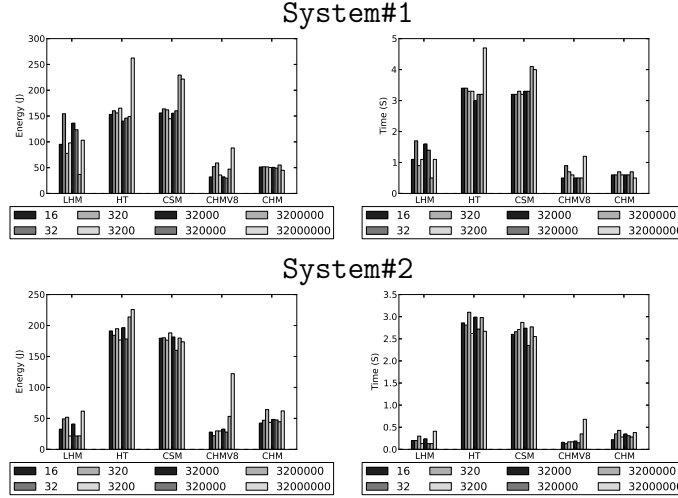 System#1
300
250
200
150
100
50
0
Energy (J)
LHM HT CSM CHMV8 CHM
5
4
3
2
1
0
Time (S)
LHM HT CSM CHMV8 CHM
16 320 32000 3200000
32 3200 320000 32000000
16 320 32000 3200000
32 3200 320000 32000000
System#2
250
200
150
100
50
0
Energy (J)
LHM HT CSM CHMV8 CHM
3.5
3.0
2.5
2.0
1.5
1.0
0.5
0.0
Time (S)
LHM HT CSM CHMV8 CHM
16 320 32000 3200000
32 3200 320000 32000000
16 320 32000 3200000
32 3200 320000 32000000